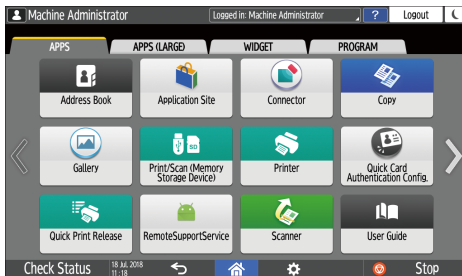 Machine Administrator
Logged in: Machine Administrator
?
Logout
APPS
APPS (LARGE)
WIDGET
PROGRAM
Address Book
Application Site
Connector
Copy
Gallery
Print/Scan (Memory
Storage Device)
Printer
Quick Card
Authentication Config.
Quick Print Release
RemoteSupportService
Scanner
User Guide
Check Status
18 Jul. 2018
11:18
Stop